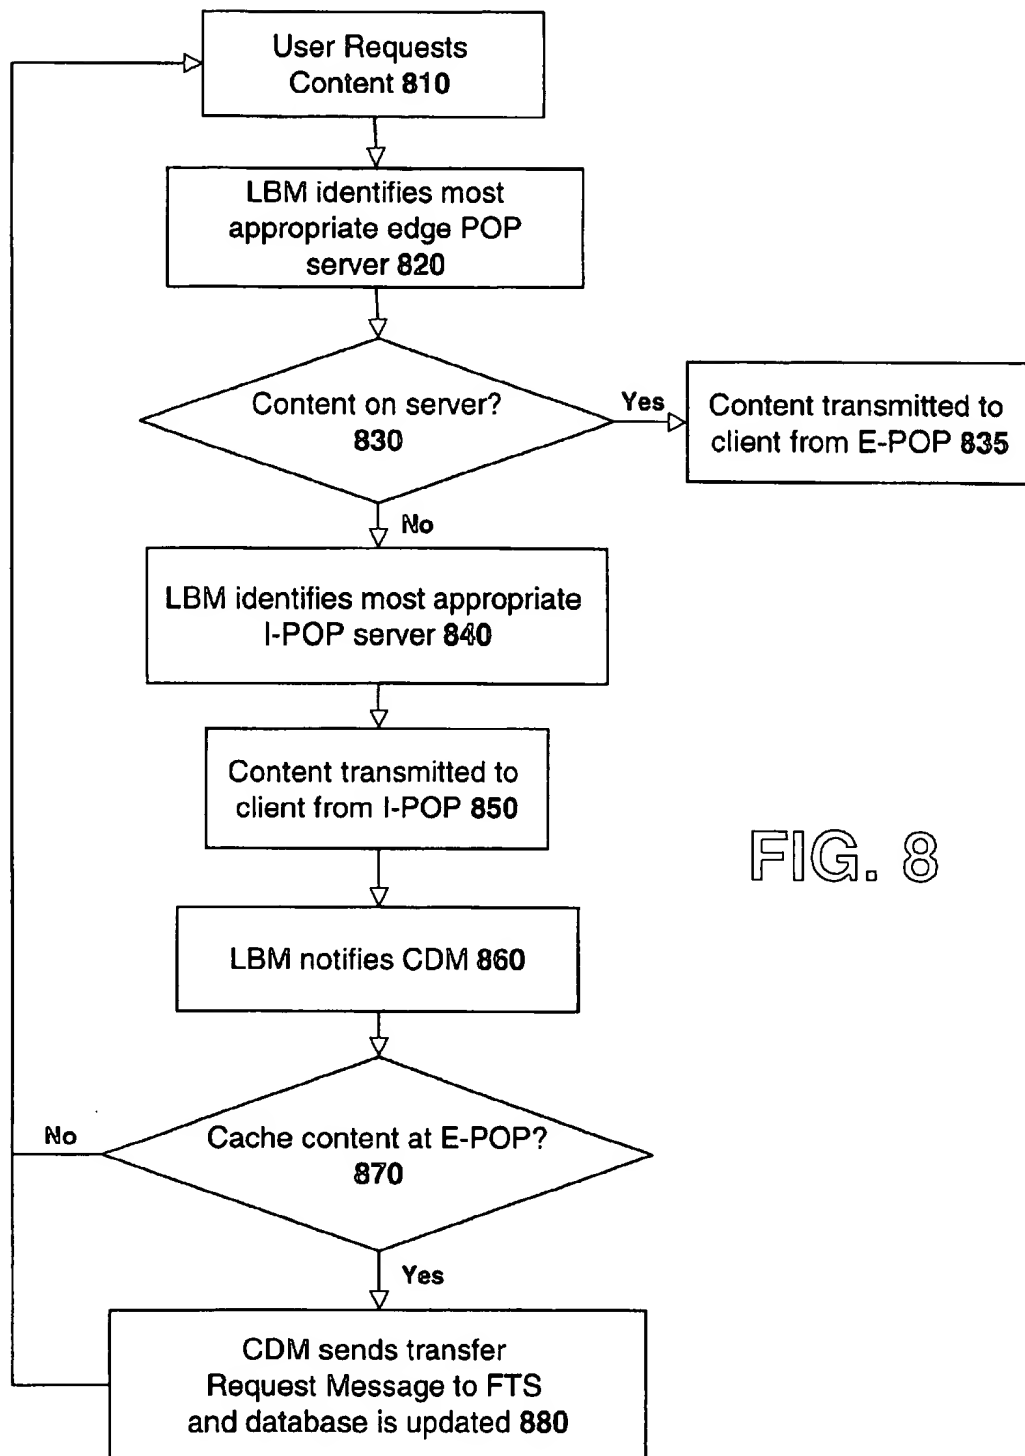 User Requests
Content 810
LBM identifies most
appropriate edge POP
server 820
Content on server?
830
Yes
Content transmitted to
client from E-POP 835
No
LBM identifies most appropriate
I-POP server 840
Content transmitted to
client from I-POP 850
FIG. 8
LBM notifies CDM 860
No
Cache content at E-POP?
870
Yes
CDM sends transfer
Request Message to FTS
and database is updated 880